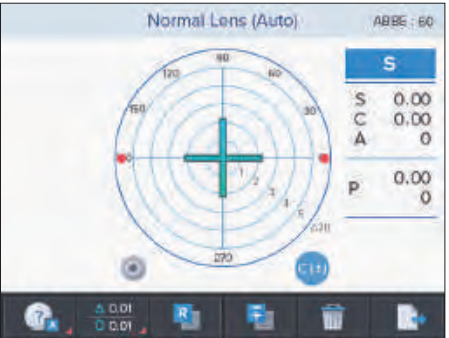 Normal Lens (Auto)
ABBE : 60
S
S 0.00
C 0.00
A 0
P 0.00
0
90
120
60
150
30
1
2
3
4
5
270
C(±)
Δ 0.01
0.01
R